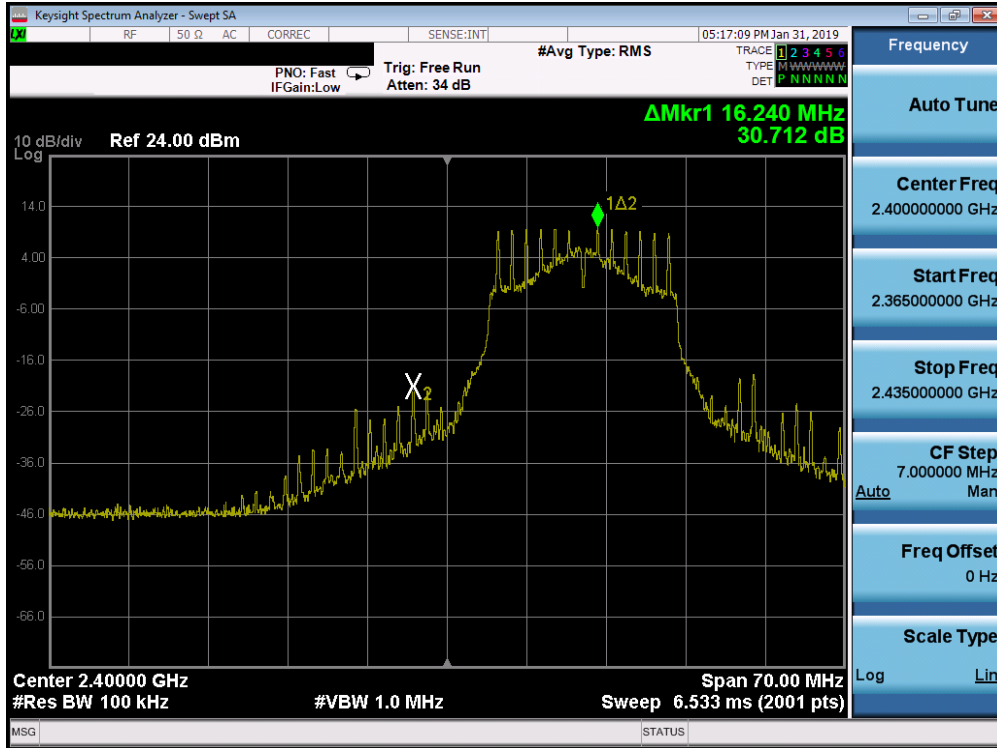 Keysight Spectrum Analyzer - Swept SA
LXI RF 50 Ω AC CORREC SENSE:INT 05:17:09 PM Jan 31, 2019
#Avg Type: RMS TRACE 1 2 3 4 5 6
PNO: Fast Trig: Free Run TYPE M WWWWW
IFGain:Low Atten: 34 dB DET P N N N N N
ΔMkr1 16.240 MHz
10 dB/div Ref 24.00 dBm 30.712 dB
Log
14.0
1Δ2
4.00
-6.00
-16.0
X2
-26.0
-36.0
-46.0
-56.0
-66.0
Center 2.40000 GHz Span 70.00 MHz
#Res BW 100 kHz #VBW 1.0 MHz Sweep 6.533 ms (2001 pts)
MSG STATUS
Frequency
Auto Tune
Center Freq
2.400000000 GHz
Start Freq
2.365000000 GHz
Stop Freq
2.435000000 GHz
CF Step
7.000000 MHz
Auto Man
Freq Offset
0 Hz
Scale Type
Log Lin